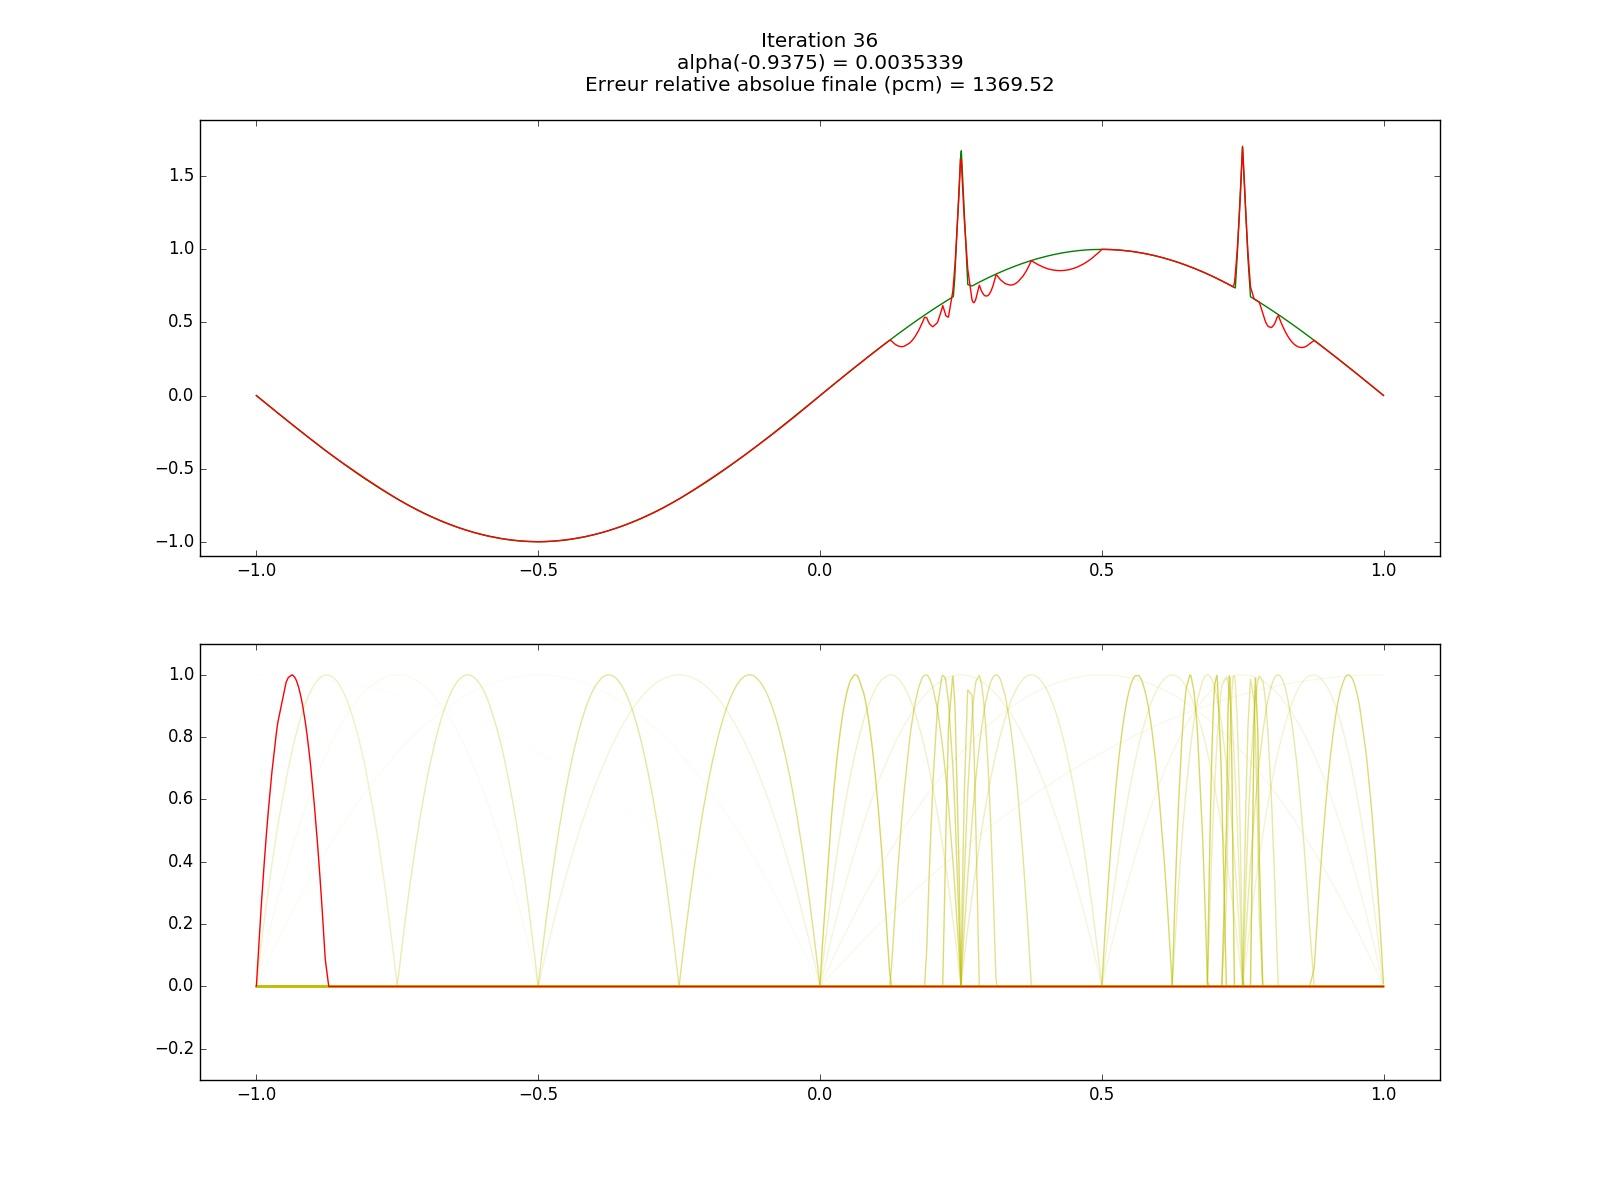 Iteration 36
alpha(-0.9375) = 0.0035339
Erreur relative absolue finale (pcm) = 1369.52
1.5
1.0
0.5
0.0
−0.5
−1.0
−1.0 −0.5 0.0 0.5 1.0
1.0
0.8
0.6
0.4
0.2
0.0
−0.2
−1.0 −0.5 0.0 0.5 1.0